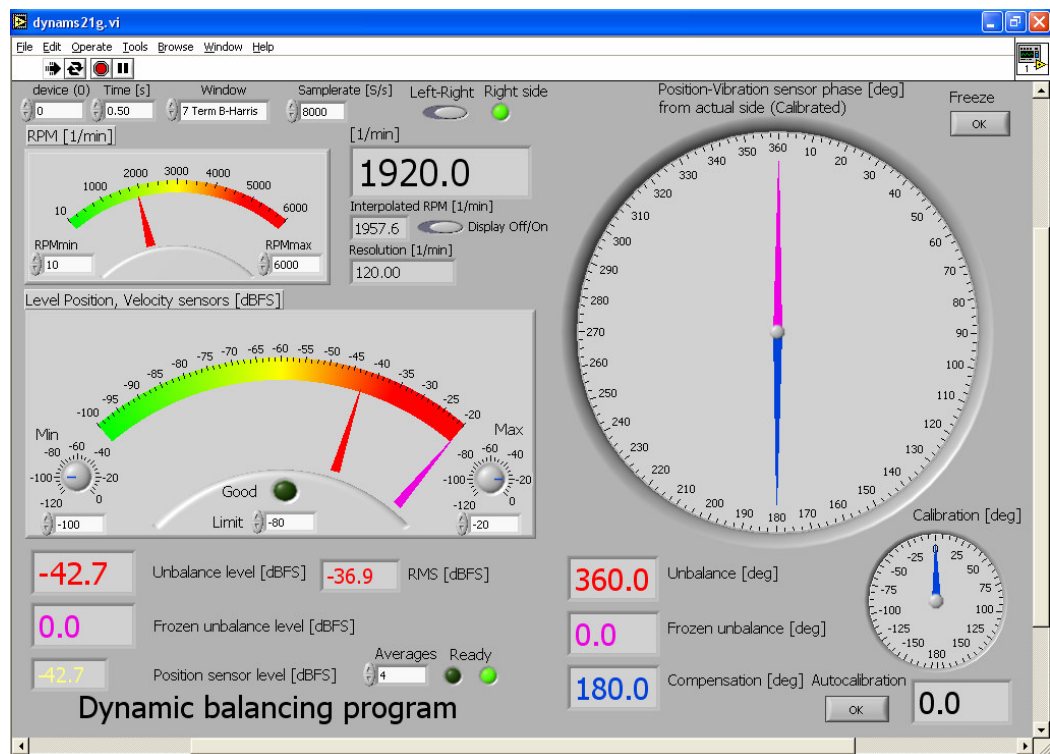 dynams21g.vi
File Edit Operate Tools Browse Window Help
1
device (0) Time [s] Window Samplerate [S/s] Left-Right Right side
0 0.50 7 Term B-Harris 8000
RPM [1/min]
10 1000 2000 3000 4000 5000 6000
RPMmin RPMmax
10 6000
[1/min]
1920.0
Interpolated RPM [1/min]
1957.6 Display Off/On
Resolution [1/min]
120.00
Level Position, Velocity sensors [dBFS]
-100 -95 -90 -85 -80 -75 -70 -65 -60 -55 -50 -45 -40 -35 -30 -25 -20
Min
-120 -100 -80 -60 -40 -20 0
-100
Good
Limit -80
Max
-120 -100 -80 -60 -40 -20 0
-20
Position-Vibration sensor phase [deg]
from actual side (Calibrated)
Freeze
OK
360 10 20 30 40 50 60 70 80 90 100 110 120 130 140 150 160 170 180 190 200 210 220 230 240 250 260 270 280 290 300 310 320 330 340 350
Calibration [deg]
0 25 50 75 100 125 150 180 -150 -125 -100 -75 -50 -25
-42.7 Unbalance level [dBFS] -36.9 RMS [dBFS]
0.0 Frozen unbalance level [dBFS]
-42.7 Position sensor level [dBFS]
Averages Ready
4
Dynamic balancing program
360.0 Unbalance [deg]
0.0 Frozen unbalance [deg]
180.0 Compensation [deg]
Autocalibration
OK
0.0